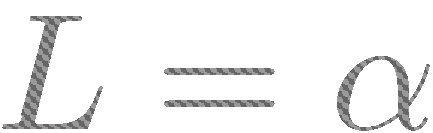 L = α